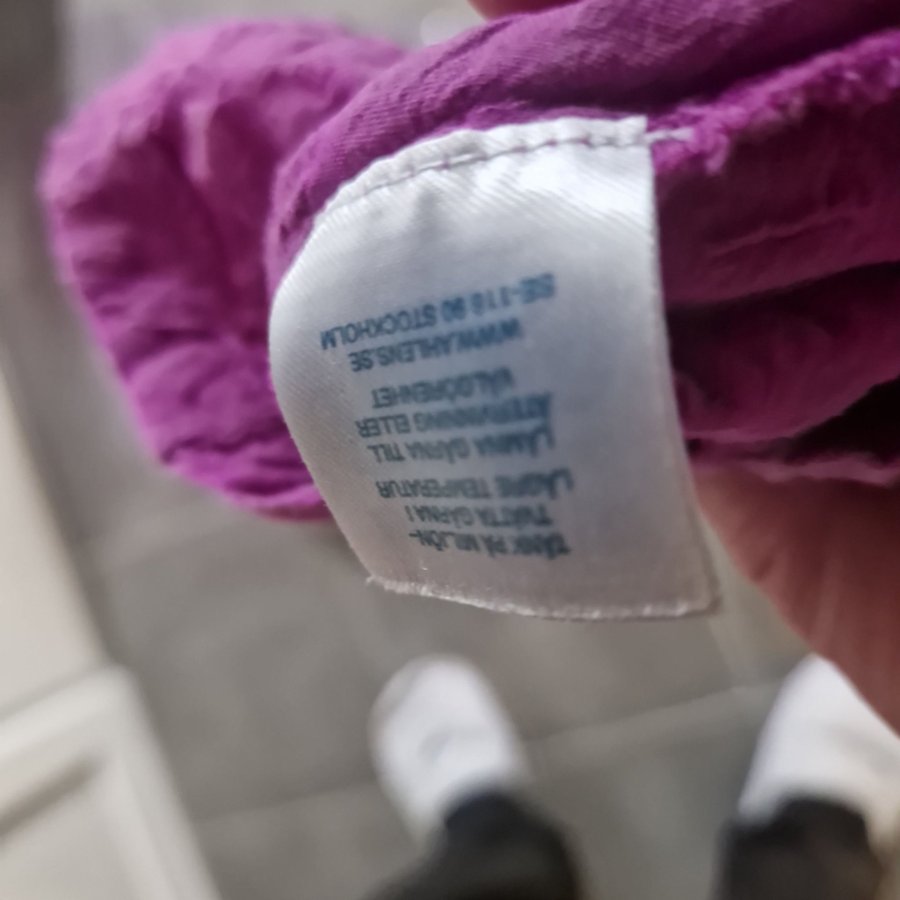 TÄNK PÅ MILJÖN-
TVÄTTA GÄRNA I
LÄGRE TEMPERATUR
LÄMNA GÄRNA TILL
ÅTERVINNING ELLER
VÄLGÖRENHET
WWW.AHLENS.SE
SE-118 90 STOCKHOLM